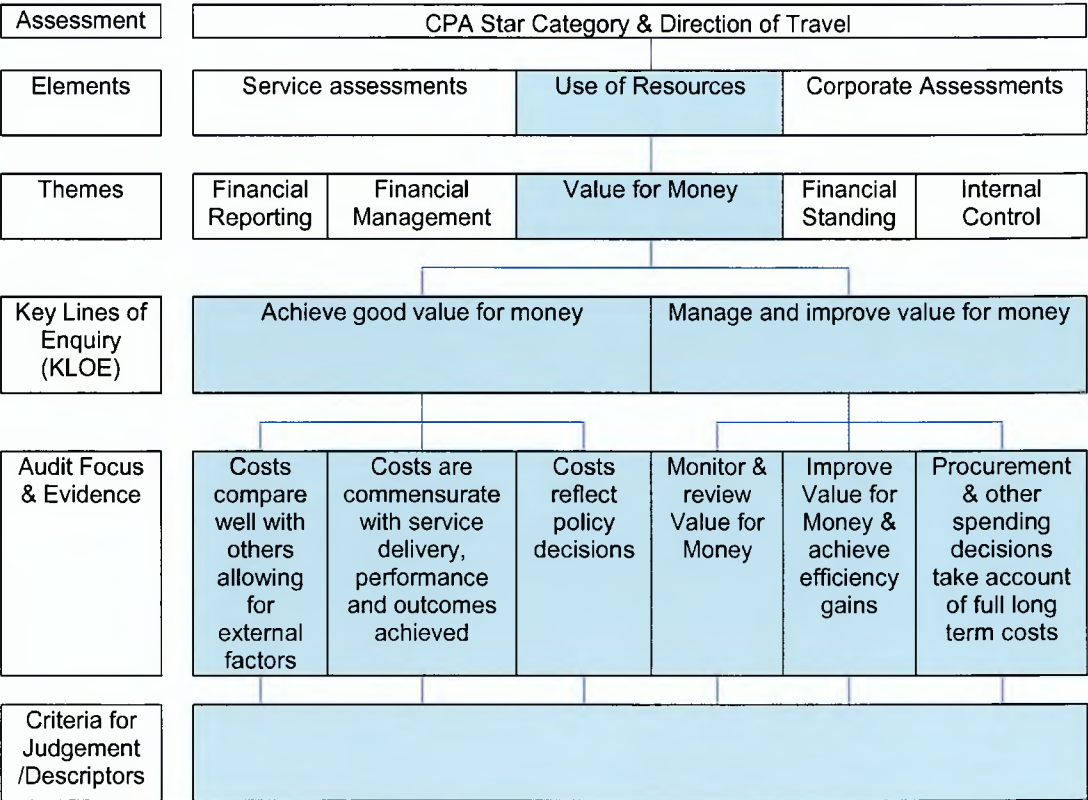 Assessment
CPA Star Category & Direction of Travel
Elements
Service assessments
Use of Resources
Corporate Assessments
Themes
Financial
Reporting
Financial
Management
Value for Money
Financial
Standing
Internal
Control
Key Lines of
Enquiry
(KLOE)
Achieve good value for money
Manage and improve value for money
Audit Focus
& Evidence
Costs
compare
well with
others
allowing
for
external
factors
Costs are
commensurate
with service
delivery,
performance
and outcomes
achieved
Costs
reflect
policy
decisions
Monitor &
review
Value for
Money
Improve
Value for
Money &
achieve
efficiency
gains
Procurement
& other
spending
decisions
take account
of full long
term costs
Criteria for
Judgement
/Descriptors